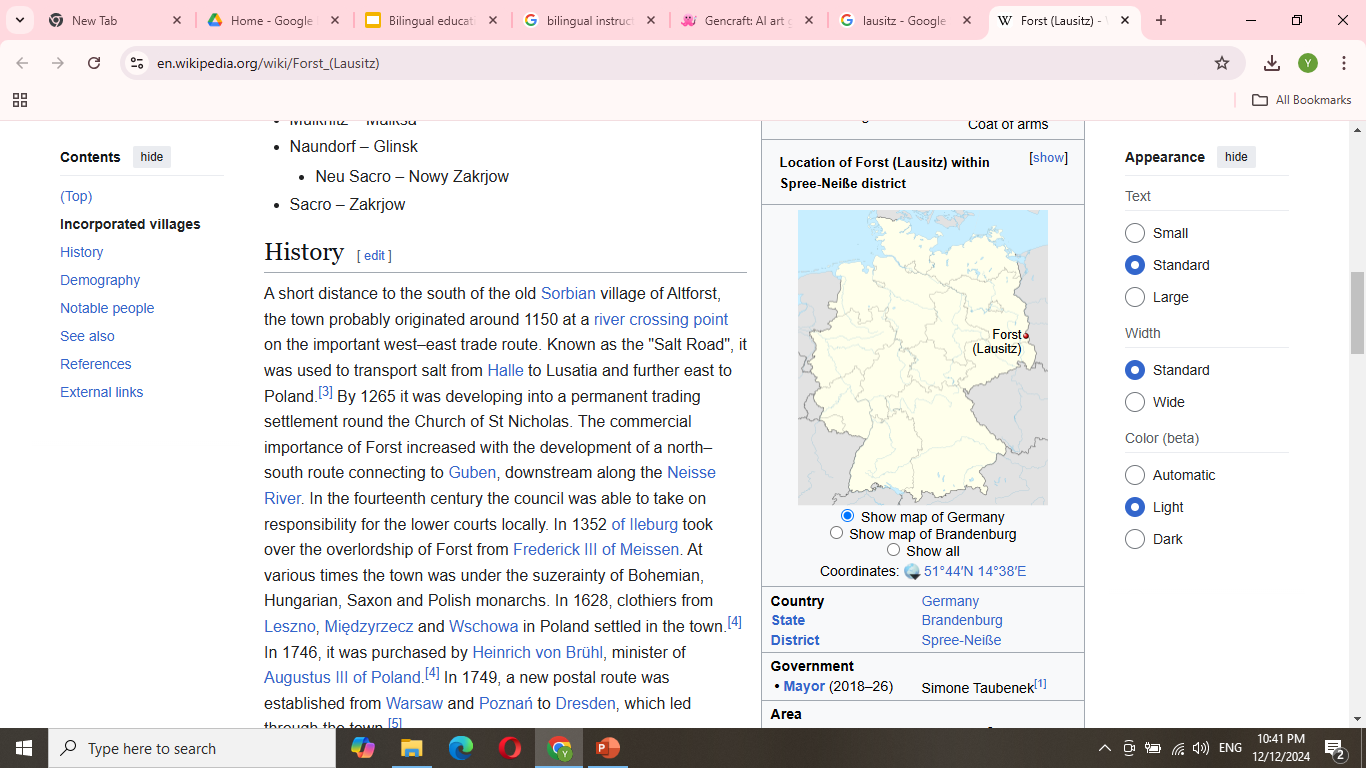 New Tab
Home - Google
Bilingual educat
bilingual instruc
Gencraft: AI art g
lausitz - Google
Forst (Lausitz) -
en.wikipedia.org/wiki/Forst_(Lausitz)
Y
All Bookmarks
Contents hide
(Top)
Incorporated villages
History
Demography
Notable people
See also
References
External links
• Naundorf – Glinsk
• Neu Sacro – Nowy Zakrjow
• Sacro – Zakrjow
History [ edit ]
A short distance to the south of the old Sorbian village of Altforst,
the town probably originated around 1150 at a river crossing point
on the important west–east trade route. Known as the "Salt Road", it
was used to transport salt from Halle to Lusatia and further east to
Poland.[3] By 1265 it was developing into a permanent trading
settlement round the Church of St Nicholas. The commercial
importance of Forst increased with the development of a north–
south route connecting to Guben, downstream along the Neisse
River. In the fourteenth century the council was able to take on
responsibility for the lower courts locally. In 1352 of Ileburg took
over the overlordship of Forst from Frederick III of Meissen. At
various times the town was under the suzerainty of Bohemian,
Hungarian, Saxon and Polish monarchs. In 1628, clothiers from
Leszno, Międzyrzecz and Wschowa in Poland settled in the town.[4]
In 1746, it was purchased by Heinrich von Brühl, minister of
Augustus III of Poland.[4] In 1749, a new postal route was
established from Warsaw and Poznań to Dresden, which led
through the town.[5]
Coat of arms
Location of Forst (Lausitz) within [show]
Spree-Neiße district
Forst
(Lausitz)
Show map of Germany
Show map of Brandenburg
Show all
Coordinates: 51°44′N 14°38′E
Country Germany
State Brandenburg
District Spree-Neiße
Government
• Mayor (2018–26) Simone Taubenek[1]
Area
Appearance hide
Text
Small
Standard
Large
Width
Standard
Wide
Color (beta)
Automatic
Light
Dark
Type here to search
ENG
10:41 PM
12/12/2024
2